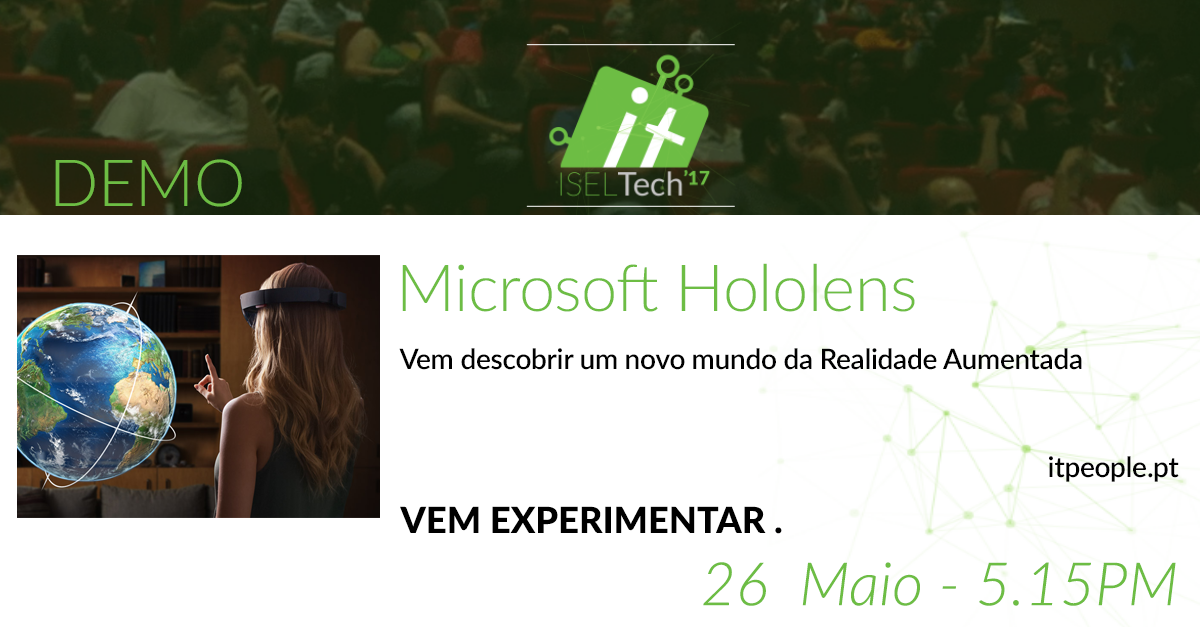 it
ISELTech'17
DEMO
Microsoft Hololens
Vem descobrir um novo mundo da Realidade Aumentada
itpeople.pt
VEM EXPERIMENTAR .
26 Maio - 5.15PM